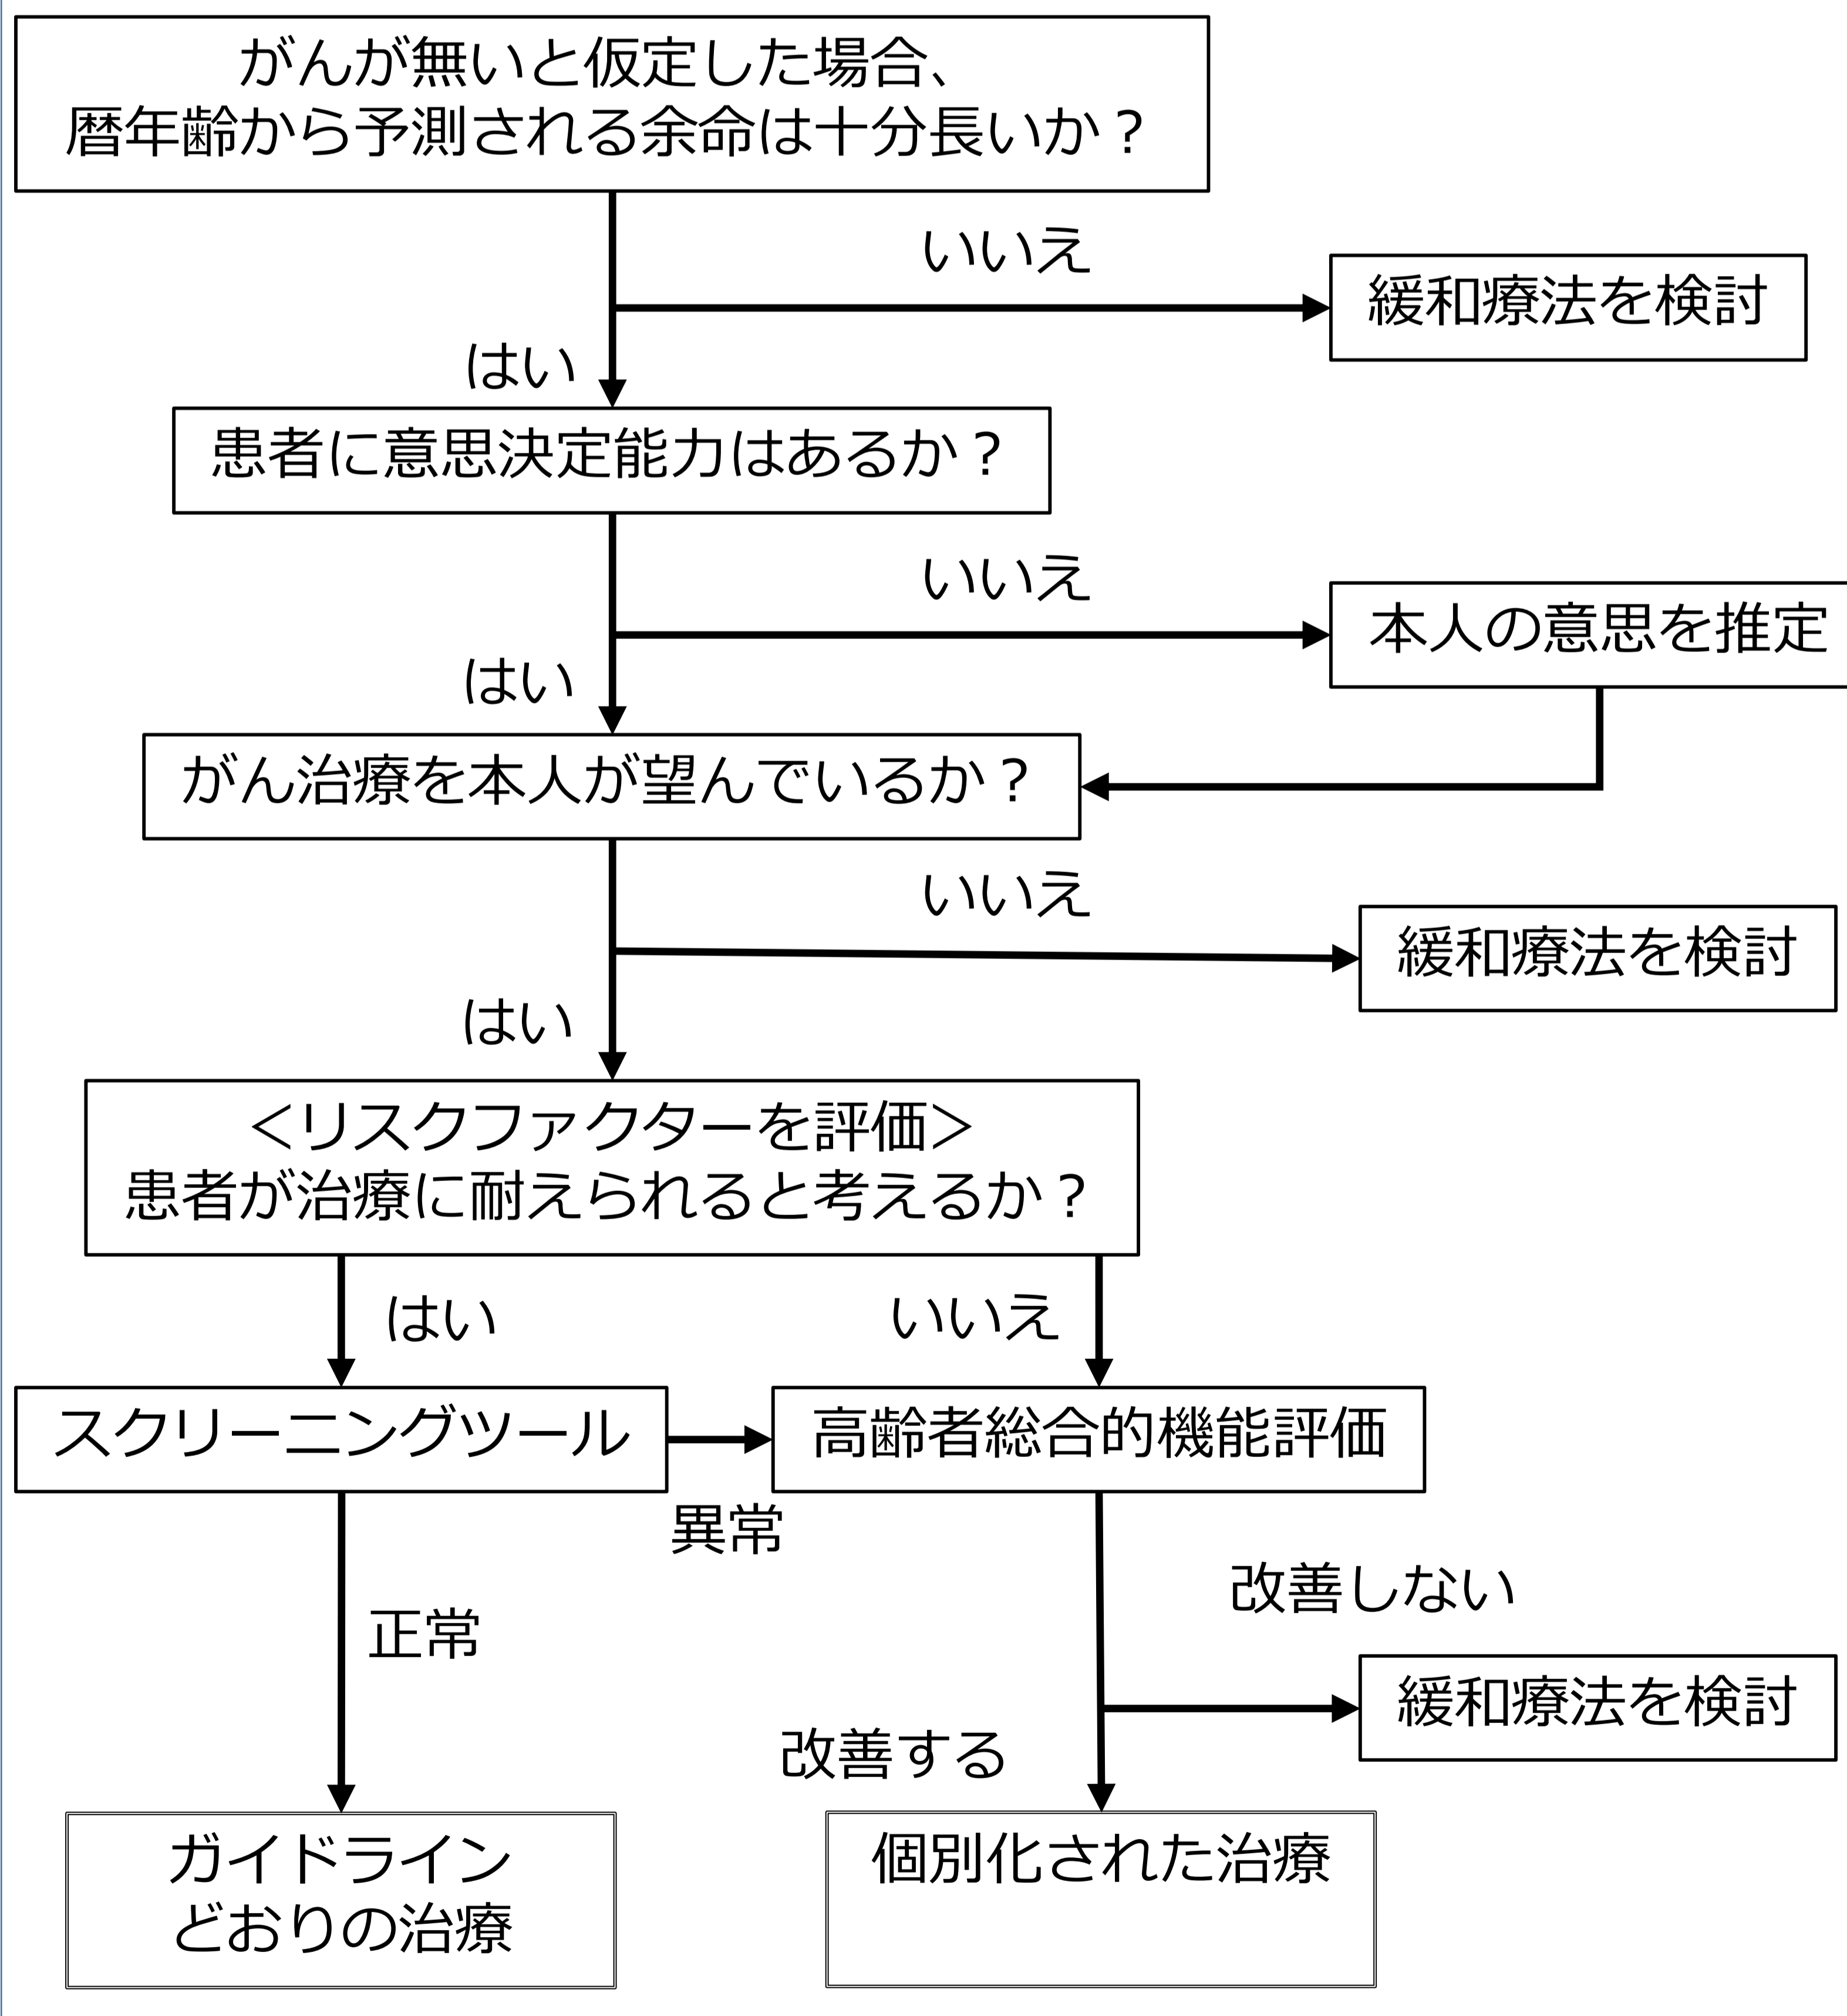 がんが無いと仮定した場合、
暦年齢から予測される余命は十分長いか？
いいえ
緩和療法を検討
はい
患者に意思決定能力はあるか？
いいえ
本人の意思を推定
はい
がん治療を本人が望んでいるか？
いいえ
緩和療法を検討
はい
＜リスクファクターを評価＞
患者が治療に耐えられると考えるか？
はい
いいえ
スクリーニングツール
高齢者総合的機能評価
異常
改善しない
正常
緩和療法を検討
改善する
ガイドライン
どおりの治療
個別化された治療